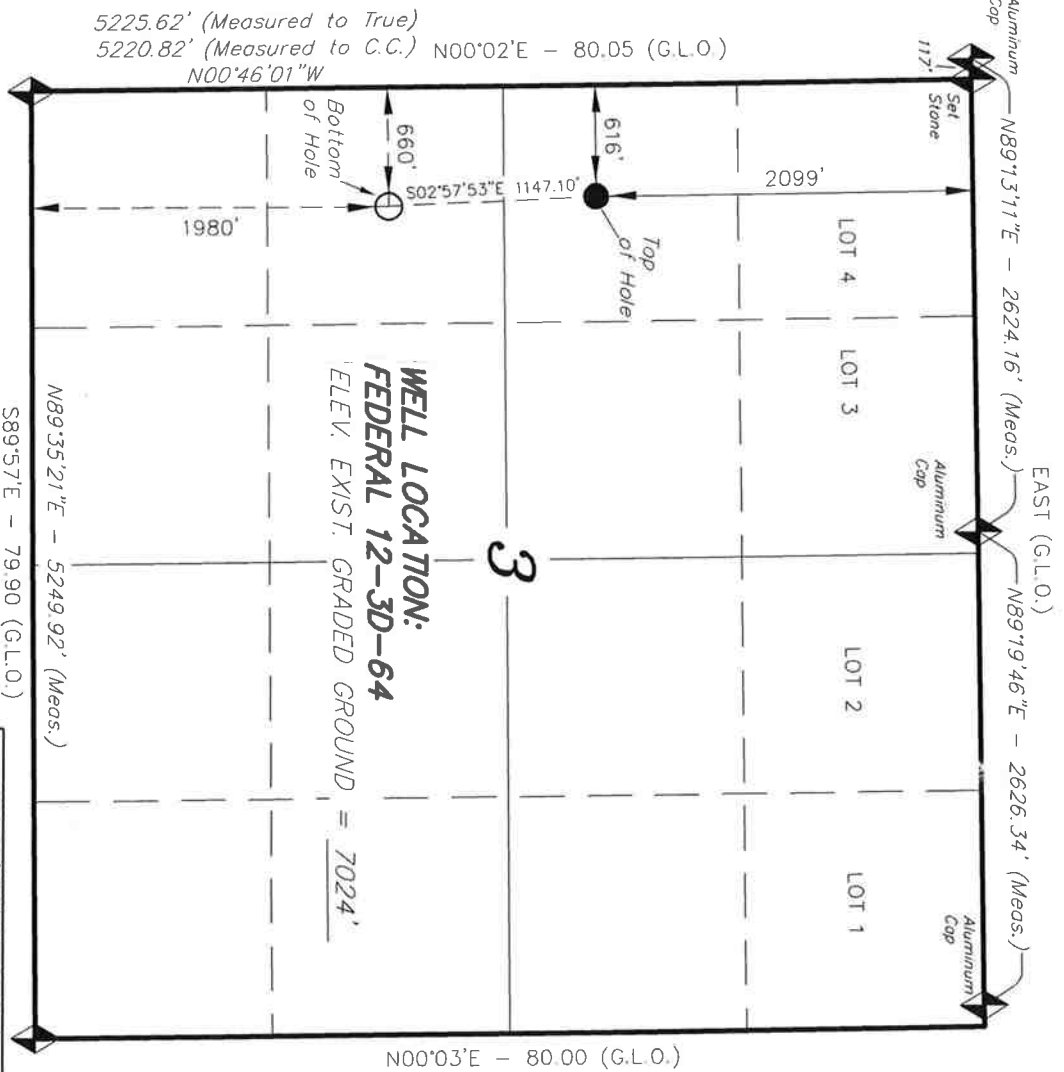 EAST (G.L.O.)
Aluminum
Cap
N89°13'11"E - 2624.16' (Meas.)
N89°19'46"E - 2626.34' (Meas.)
117'
Set
Stone
Aluminum
Cap
Aluminum
Cap
5225.62' (Measured to True)
5220.82' (Measured to C.C.)
N00°46'01"W
N00°02'E - 80.05 (G.L.O.)
2099'
LOT 4
LOT 3
LOT 2
LOT 1
616'
Top
of Hole
S02°57'53"E 1147.10'
660'
Bottom
of Hole
1980'
3
WELL LOCATION:
FEDERAL 12-3D-64
ELEV. EXIST. GRADED GROUND = 7024'
N00°03'E - 80.00 (G.L.O.)
N89°35'21"E - 5249.92' (Meas.)
S89°57'E - 79.90 (G.L.O.)